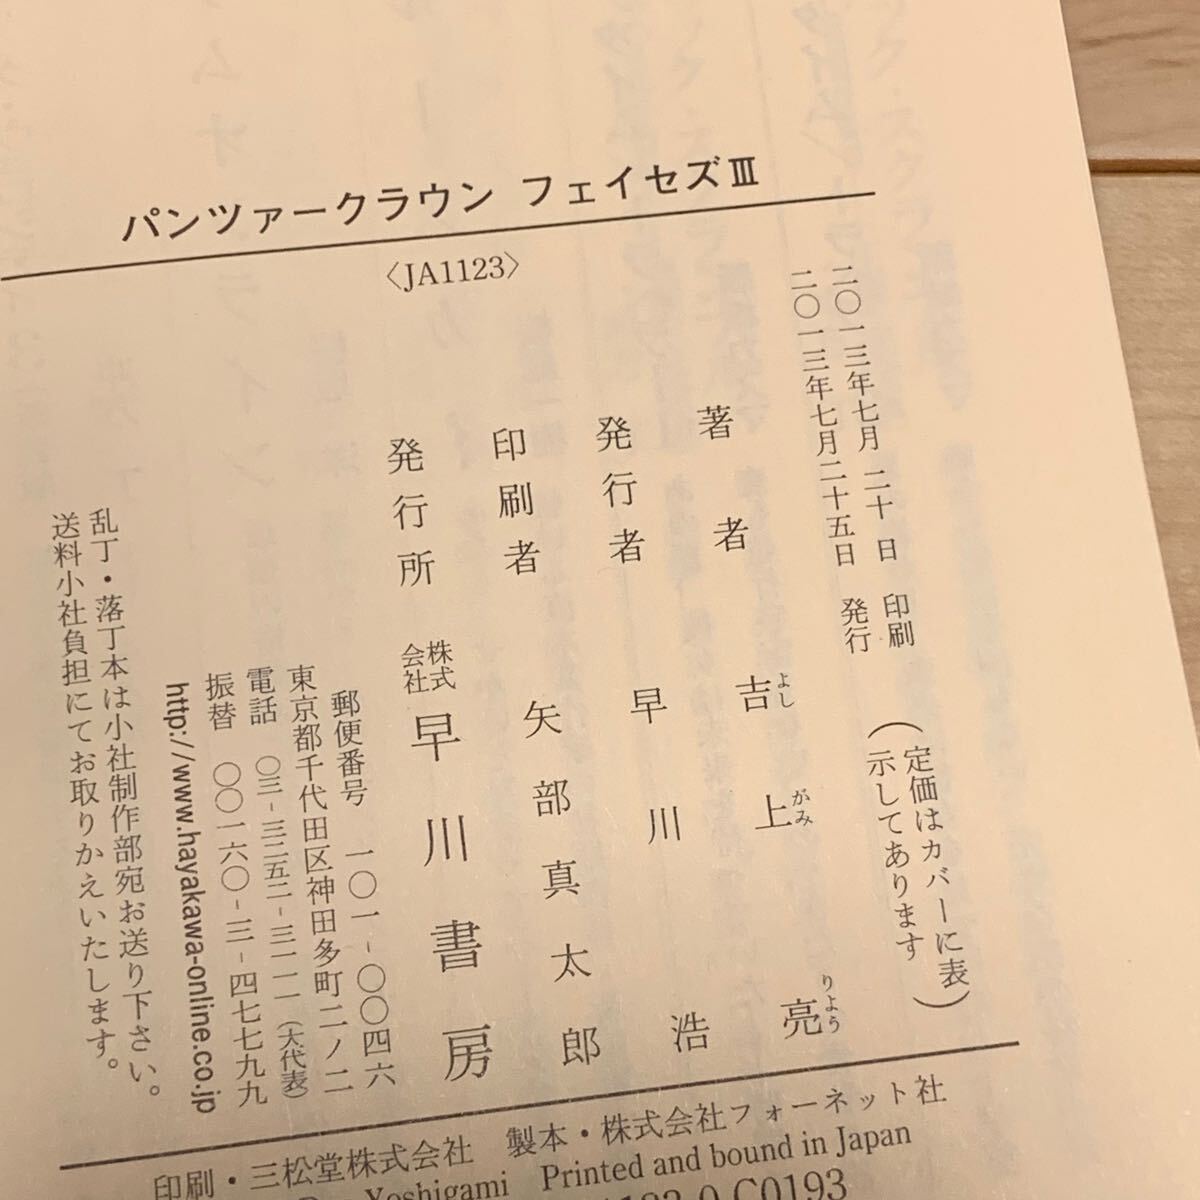 パンツァークラウン フェイセズⅢ
〈JA1123〉
二〇一三年七月二十日 印刷
二〇一三年七月二十五日 発行
(定価はカバーに表
示してあります)
著者 吉上 亮
よし がみ りよう
発行者 早川 浩
印刷者 矢部真太郎
発行所 株式会社 早川書房
郵便番号 一〇一-〇〇四六
東京都千代田区神田多町二ノ二
電話 〇三-三二五二-三一一一(大代表)
振替 〇〇一六〇-三-四七七九九
http://www.hayakawa-online.co.jp
乱丁・落丁本は小社制作部宛お送り下さい。
送料小社負担にてお取りかえいたします。
印刷・三松堂株式会社 製本・株式会社フォーネット社
Yoshigami Printed and bound in Japan
C0193